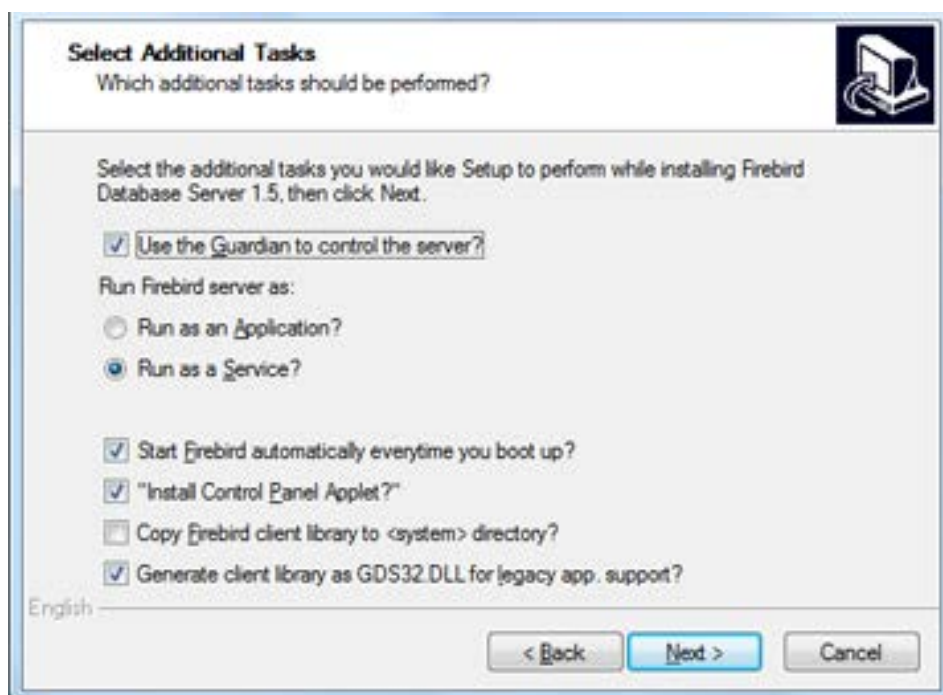 Select Additional Tasks
Which additional tasks should be performed?
Select the additional tasks you would like Setup to perform while installing Firebird
Database Server 1.5, then click Next.
Use the Guardian to control the server?
Run Firebird server as:
Run as an Application?
Run as a Service?
Start Firebird automatically everytime you boot up?
"Install Control Panel Applet?"
Copy Firebird client library to <system> directory?
Generate client library as GDS32.DLL for legacy app. support?
English
< Back
Next >
Cancel